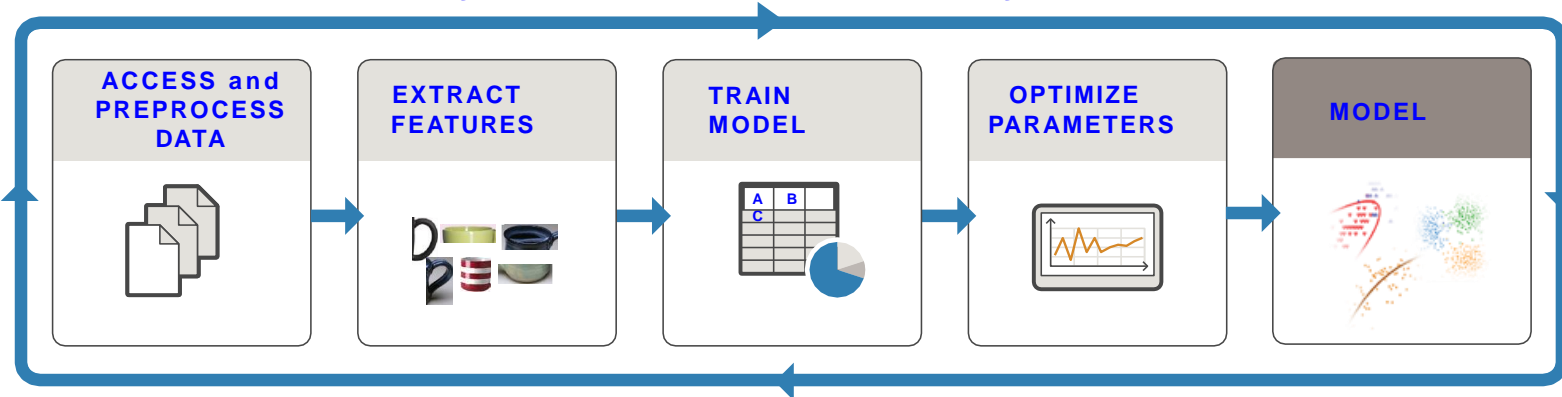 ACCESS and
PREPROCESS
DATA
EXTRACT
FEATURES
TRAIN
MODEL
A B
C
OPTIMIZE
PARAMETERS
MODEL